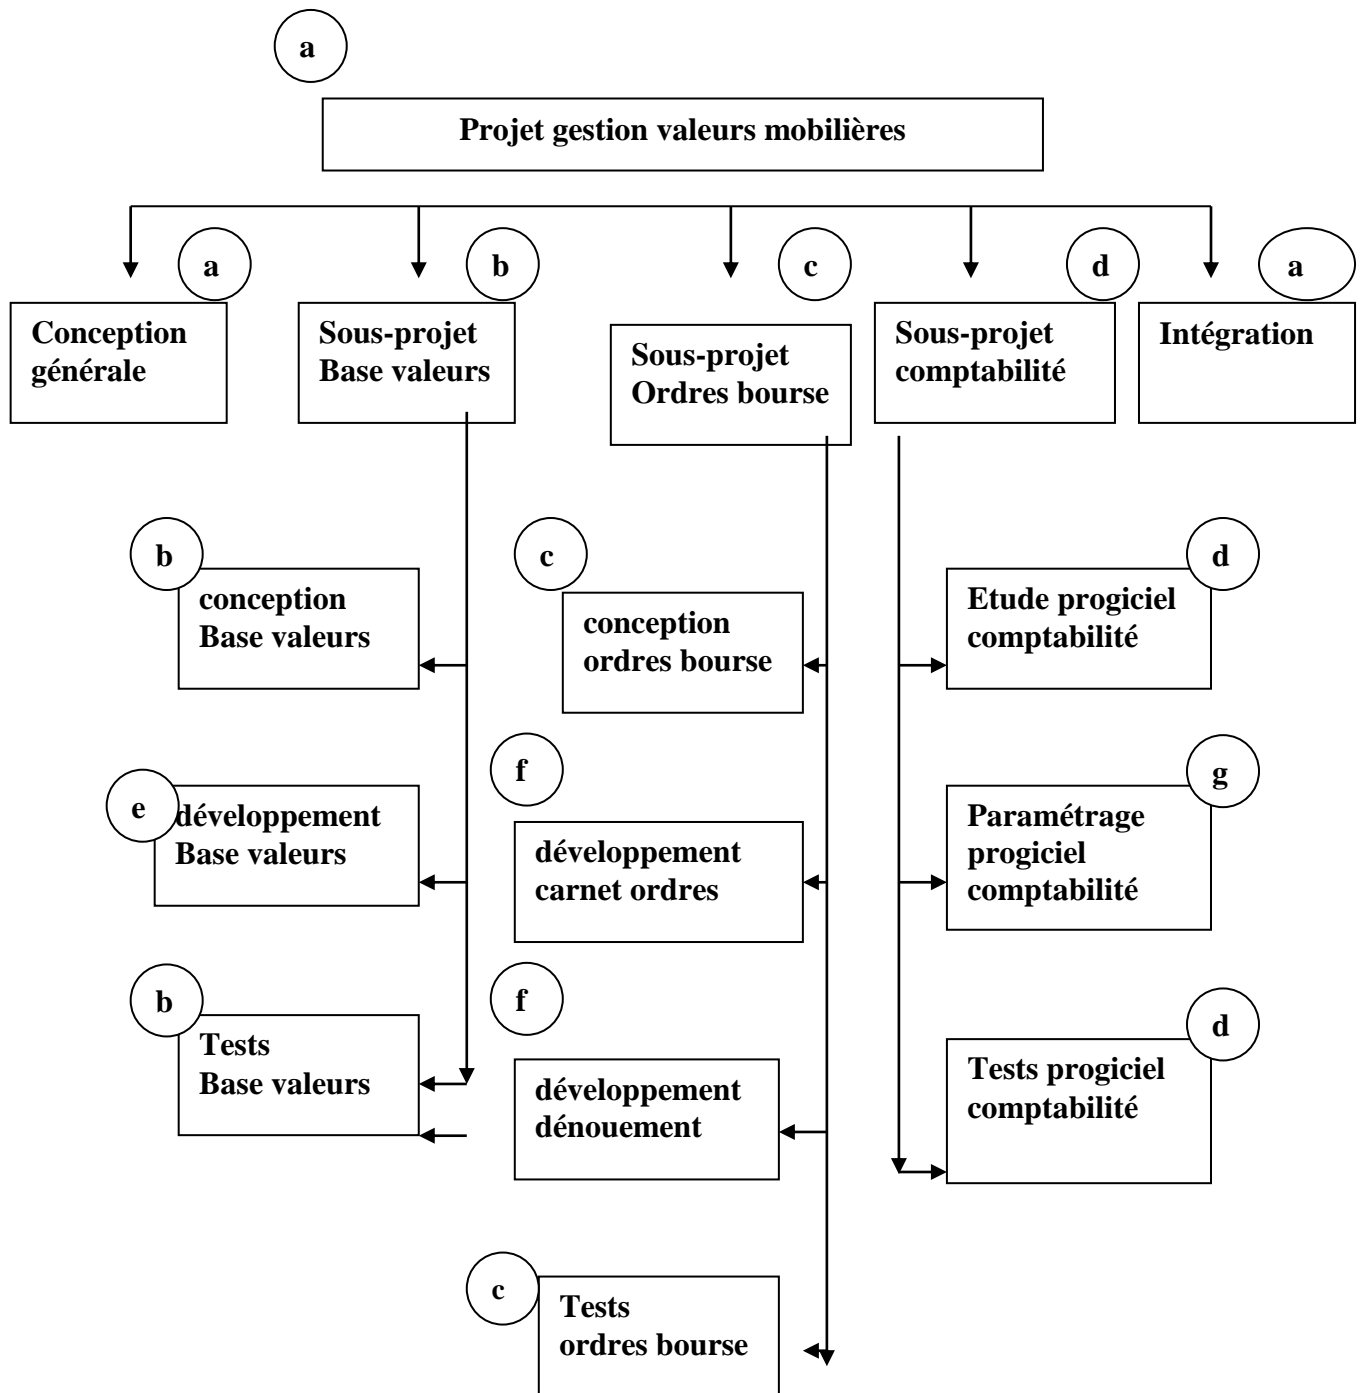 a
Projet gestion valeurs mobilières
a
b
c
d
a
Conception
générale
Sous-projet
Base valeurs
Sous-projet
Ordres bourse
Sous-projet
comptabilité
Intégration
b
conception
Base valeurs
c
conception
ordres bourse
d
Etude progiciel
comptabilité
e
développement
Base valeurs
f
développement
carnet ordres
g
Paramétrage
progiciel
comptabilité
b
Tests
Base valeurs
f
développement
dénouement
d
Tests progiciel
comptabilité
c
Tests
ordres bourse